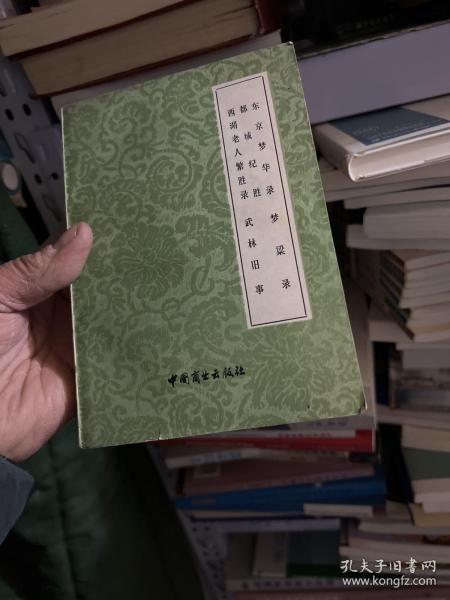 东京梦华录 梦粱录
都城纪胜
西湖老人繁胜录 武林旧事
中国商业出版社
孔夫子旧书网
www.kongfz.com